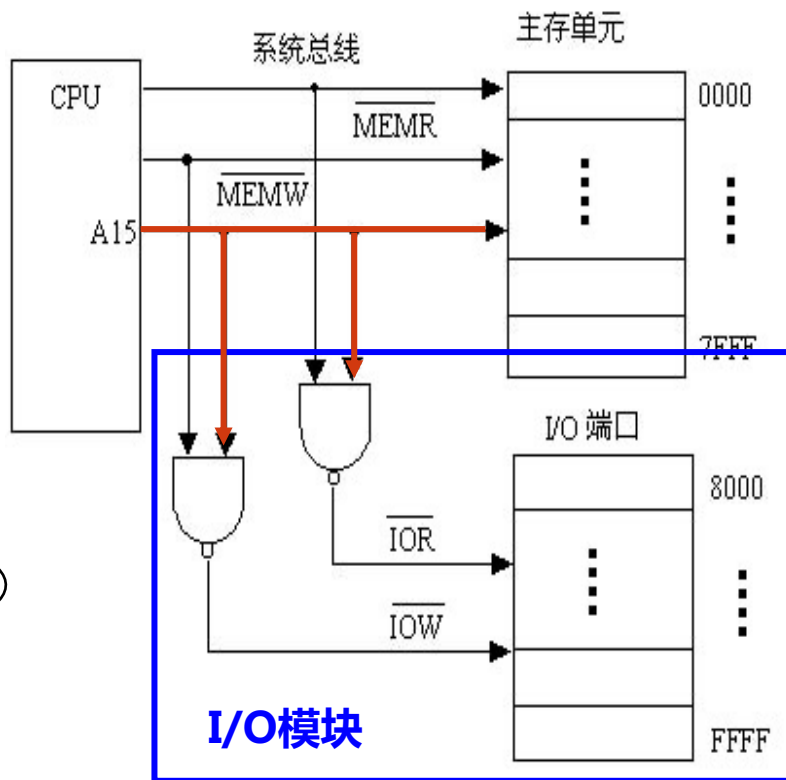 主存单元
系统总线
CPU
0000
MEMR
MEMW
A15
7FFF
I/O 端口
8000
IOR
)
IOW
I/O模块
FFFF